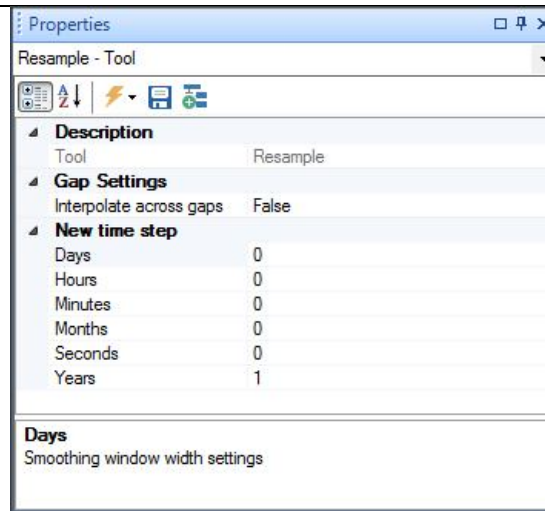 Properties
Resample - Tool
Description
Tool Resample
Gap Settings
Interpolate across gaps False
New time step
Days 0
Hours 0
Minutes 0
Months 0
Seconds 0
Years 1
Days
Smoothing window width settings